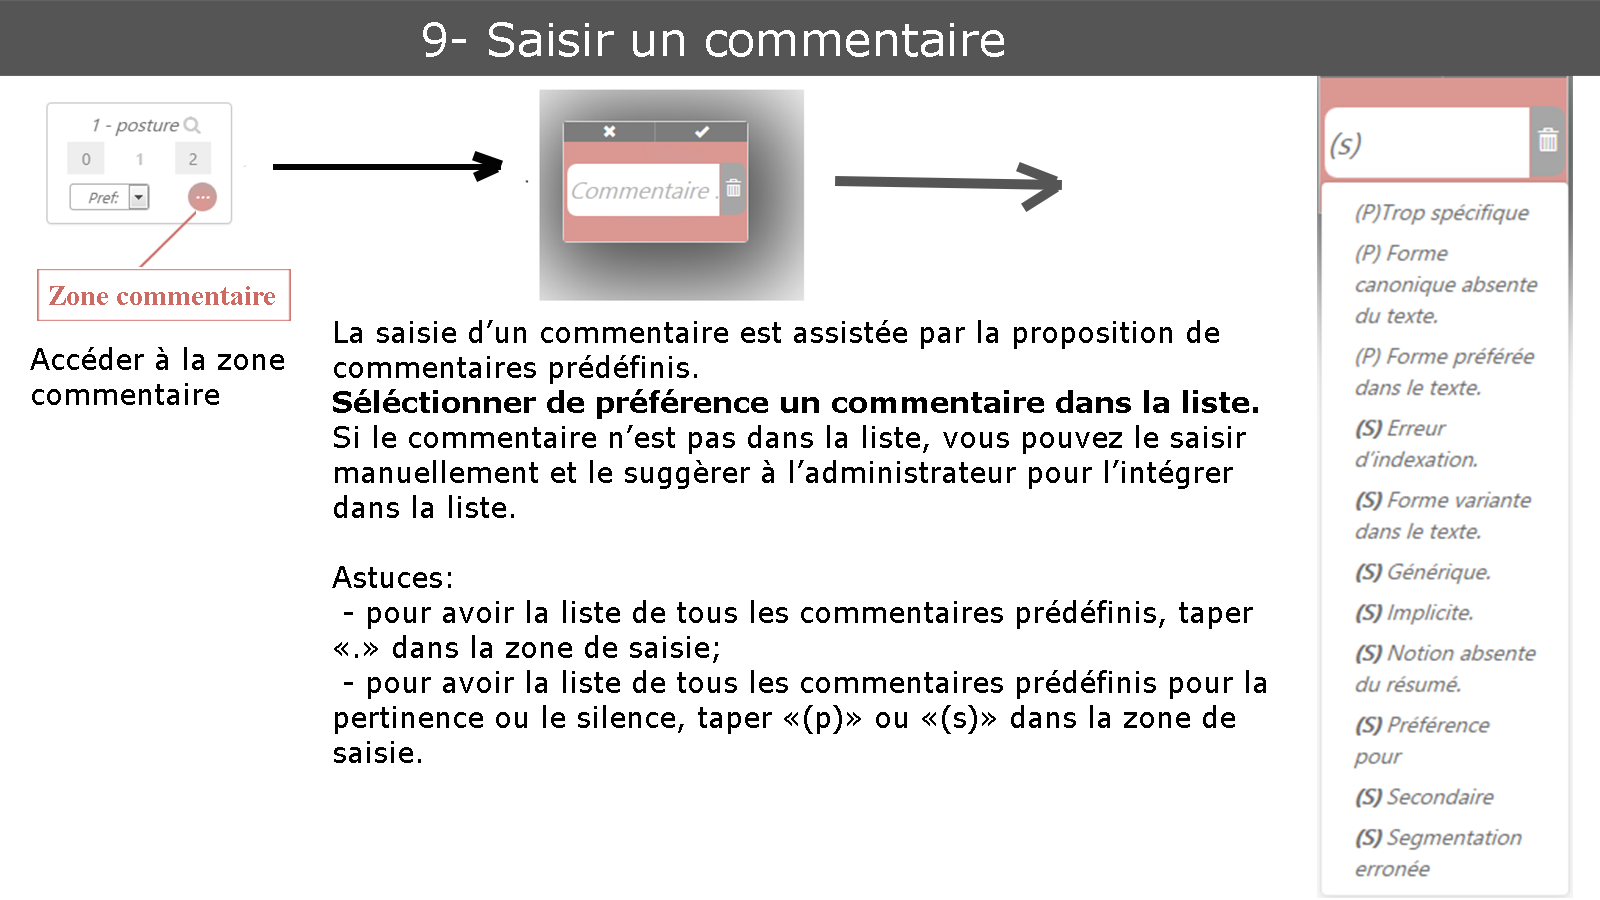 9- Saisir un commentaire
1 - posture
0 1 2
Pref:
Zone commentaire
Accéder à la zone
commentaire
Commentaire .
La saisie d’un commentaire est assistée par la proposition de
commentaires prédéfinis.
Séléctionner de préférence un commentaire dans la liste.
Si le commentaire n’est pas dans la liste, vous pouvez le saisir
manuellement et le suggèrer à l’administrateur pour l’intégrer
dans la liste.
Astuces:
- pour avoir la liste de tous les commentaires prédéfinis, taper
«.» dans la zone de saisie;
- pour avoir la liste de tous les commentaires prédéfinis pour la
pertinence ou le silence, taper «(p)» ou «(s)» dans la zone de
saisie.
(s)
(P)Trop spécifique
(P) Forme
canonique absente
du texte.
(P) Forme préférée
dans le texte.
(S) Erreur
d’indexation.
(S) Forme variante
dans le texte.
(S) Générique.
(S) Implicite.
(S) Notion absente
du résumé.
(S) Préférence
pour
(S) Secondaire
(S) Segmentation
erronée